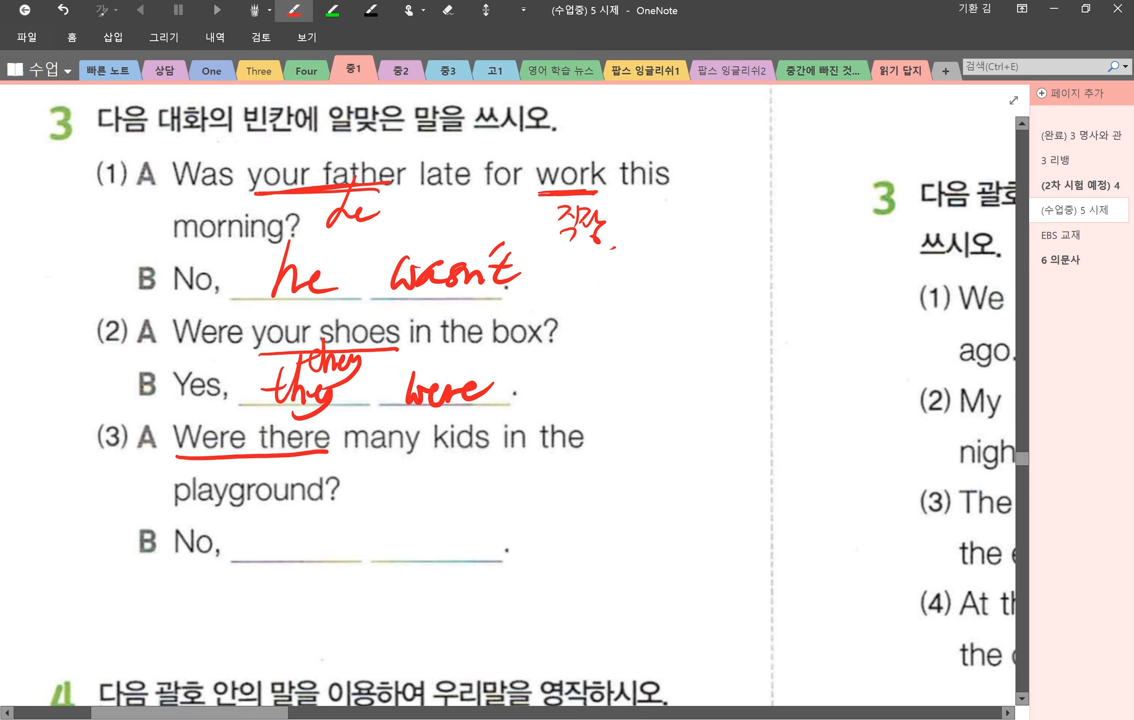 (수업중) 5 시제 - OneNote
기환 김
파일 홈 삽입 그리기 내역 검토 보기
수업 빠른 노트 상담 One Three Four 중1 중2 중3 고1 영어 학습 뉴스 팝스 잉글리쉬1 팝스 잉글리쉬2 중간에 빠진 것... 읽기 답지 + 검색(Ctrl+E)
페이지 추가
(완료) 3 명사와 관
3 리뱅
(2차 시험 예정) 4
(수업중) 5 시제
EBS 교재
6 의문사
3 다음 대화의 빈칸에 알맞은 말을 쓰시오.
(1) A Was your father late for work this
he 직장
morning?
B No, he wasn't.
(2) A Were your shoes in the box?
they
B Yes, they were.
(3) A Were there many kids in the
playground?
B No, .
4 다음 괄호 안의 말을 이용하여 우리말을 영작하시오.
3 다음 괄호
쓰시오.
(1) We
ago.
(2) My
nigh
(3) The
the e
(4) At th
the